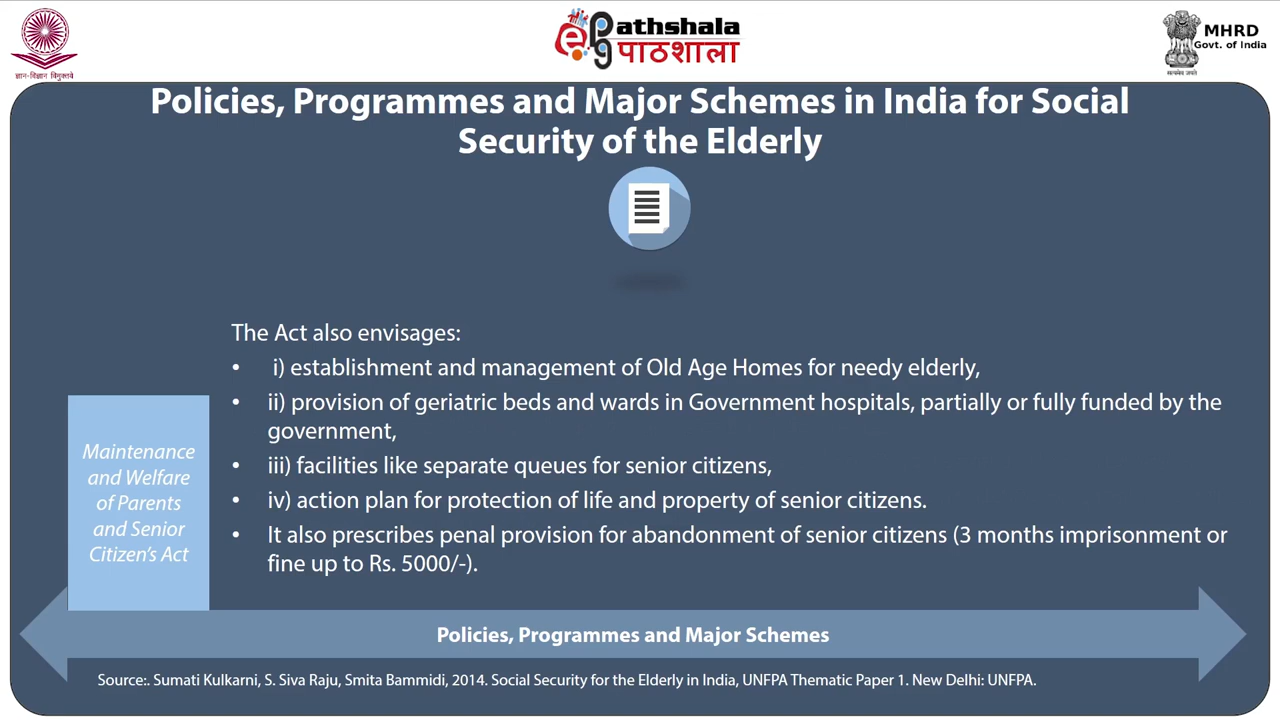 ज्ञान-विज्ञान विमुक्तये
ePathshala
पाठशाला
MHRD
Govt. of India
सत्यमेव जयते
Policies, Programmes and Major Schemes in India for Social
Security of the Elderly
The Act also envisages:
• i) establishment and management of Old Age Homes for needy elderly,
• ii) provision of geriatric beds and wards in Government hospitals, partially or fully funded by the
government,
• iii) facilities like separate queues for senior citizens,
• iv) action plan for protection of life and property of senior citizens.
• It also prescribes penal provision for abandonment of senior citizens (3 months imprisonment or
fine up to Rs. 5000/-).
Maintenance
and Welfare
of Parents
and Senior
Citizen's Act
Policies, Programmes and Major Schemes
Source:. Sumati Kulkarni, S. Siva Raju, Smita Bammidi, 2014. Social Security for the Elderly in India, UNFPA Thematic Paper 1. New Delhi: UNFPA.